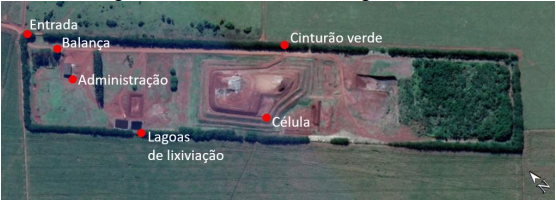 Entrada
Balança
Cinturão verde
Administração
Célula
Lagoas
de lixiviação
N